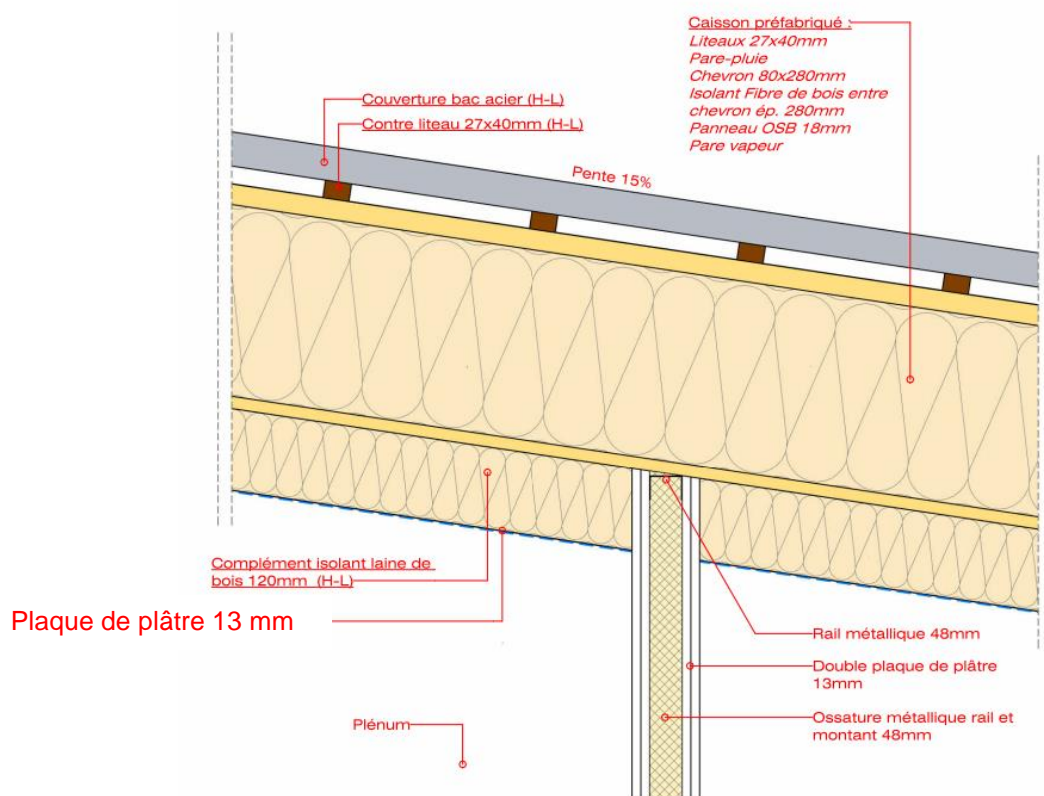 Caisson préfabriqué :
Liteaux 27x40mm
Pare-pluie
Chevron 80x280mm
Isolant Fibre de bois entre
chevron ép. 280mm
Panneau OSB 18mm
Pare vapeur
Couverture bac acier (H-L)
Contre liteau 27x40mm (H-L)
Pente 15%
Complément isolant laine de
bois 120mm (H-L)
Plaque de plâtre 13 mm
Rail métallique 48mm
Double plaque de plâtre
13mm
Ossature métallique rail et
montant 48mm
Plénum